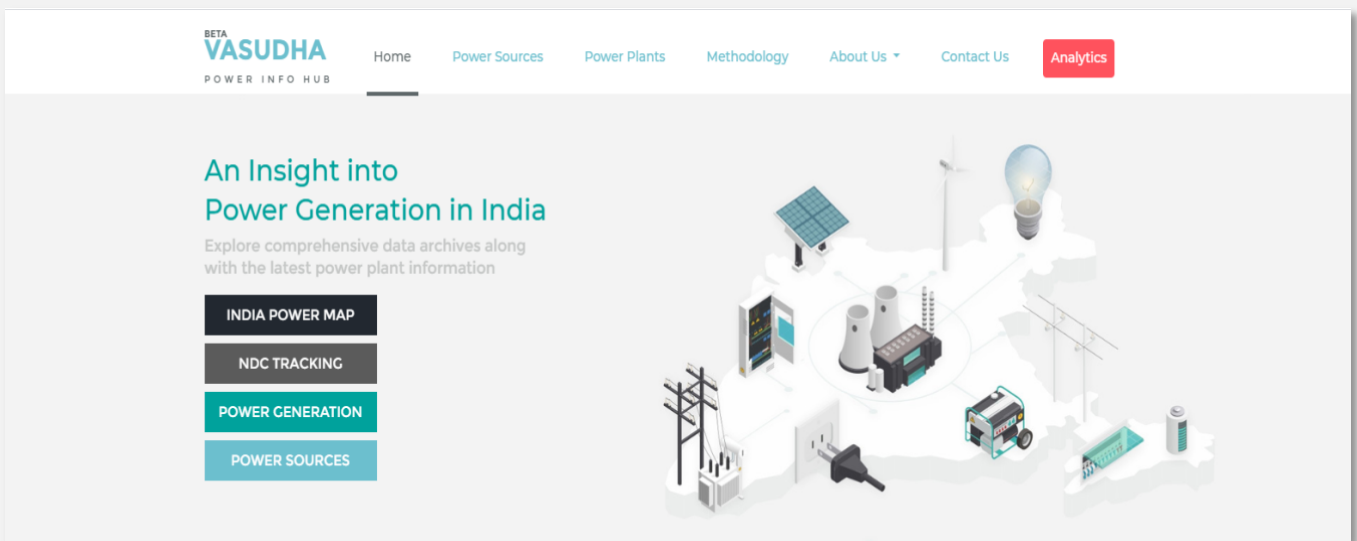 BETA
VASUDHA
POWER INFO HUB
Home
Power Sources
Power Plants
Methodology
About Us
Contact Us
Analytics
An Insight into
Power Generation in India
Explore comprehensive data archives along
with the latest power plant information
INDIA POWER MAP
NDC TRACKING
POWER GENERATION
POWER SOURCES